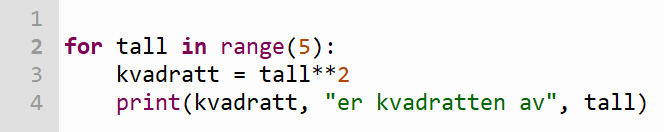 1
2 for tall in range(5):
3     kvadratt = tall**2
4     print(kvadratt, "er kvadratten av", tall)